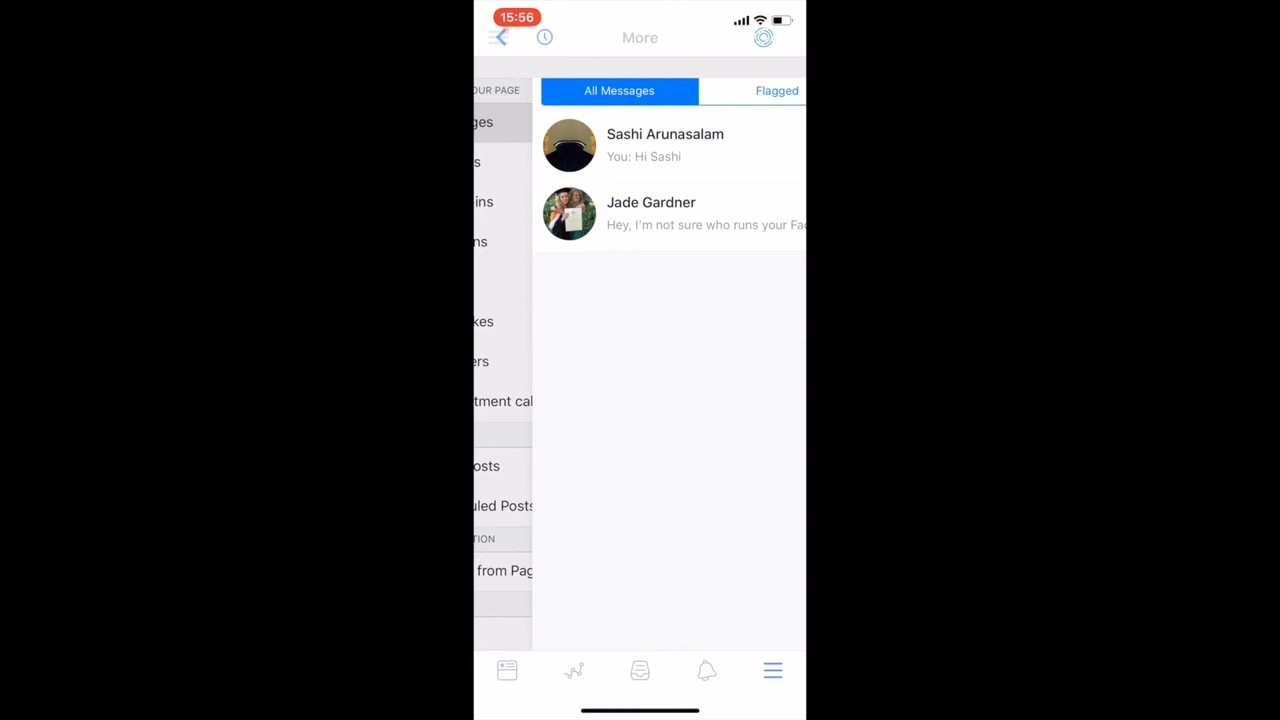 15:56
More
OUR PAGE
All Messages
Flagged
ges
Sashi Arunasalam
You: Hi Sashi
s
ins
Jade Gardner
Hey, I'm not sure who runs your Fac
ns
kes
ers
tment cal
osts
uled Posts
TION
from Pag